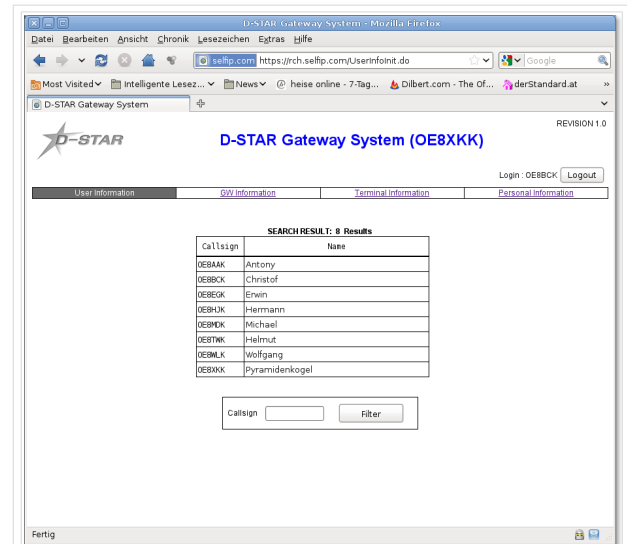 D-STAR Gateway System - Mozilla Firefox
Datei Bearbeiten Ansicht Chronik Lesezeichen Extras Hilfe
selfip.com https://rch.selfip.com/UserInfoInit.do Google
Most Visited Intelligente Lesez... News heise online - 7-Tag... Dilbert.com - The Of... derStandard.at »
D-STAR Gateway System
REVISION 1.0
D-STAR
D-STAR Gateway System (OE8XKK)
Login : OE8BCK Logout
User Information GW Information Terminal Information Personal Information
SEARCH RESULT: 8 Results
Callsign Name
OE8AAK Antony
OE8BCK Christof
OE8EGK Erwin
OE8HJK Hermann
OE8MDK Michael
OE8TWK Helmut
OE8WLK Wolfgang
OE8XKK Pyramidenkogel
Callsign Filter
Fertig